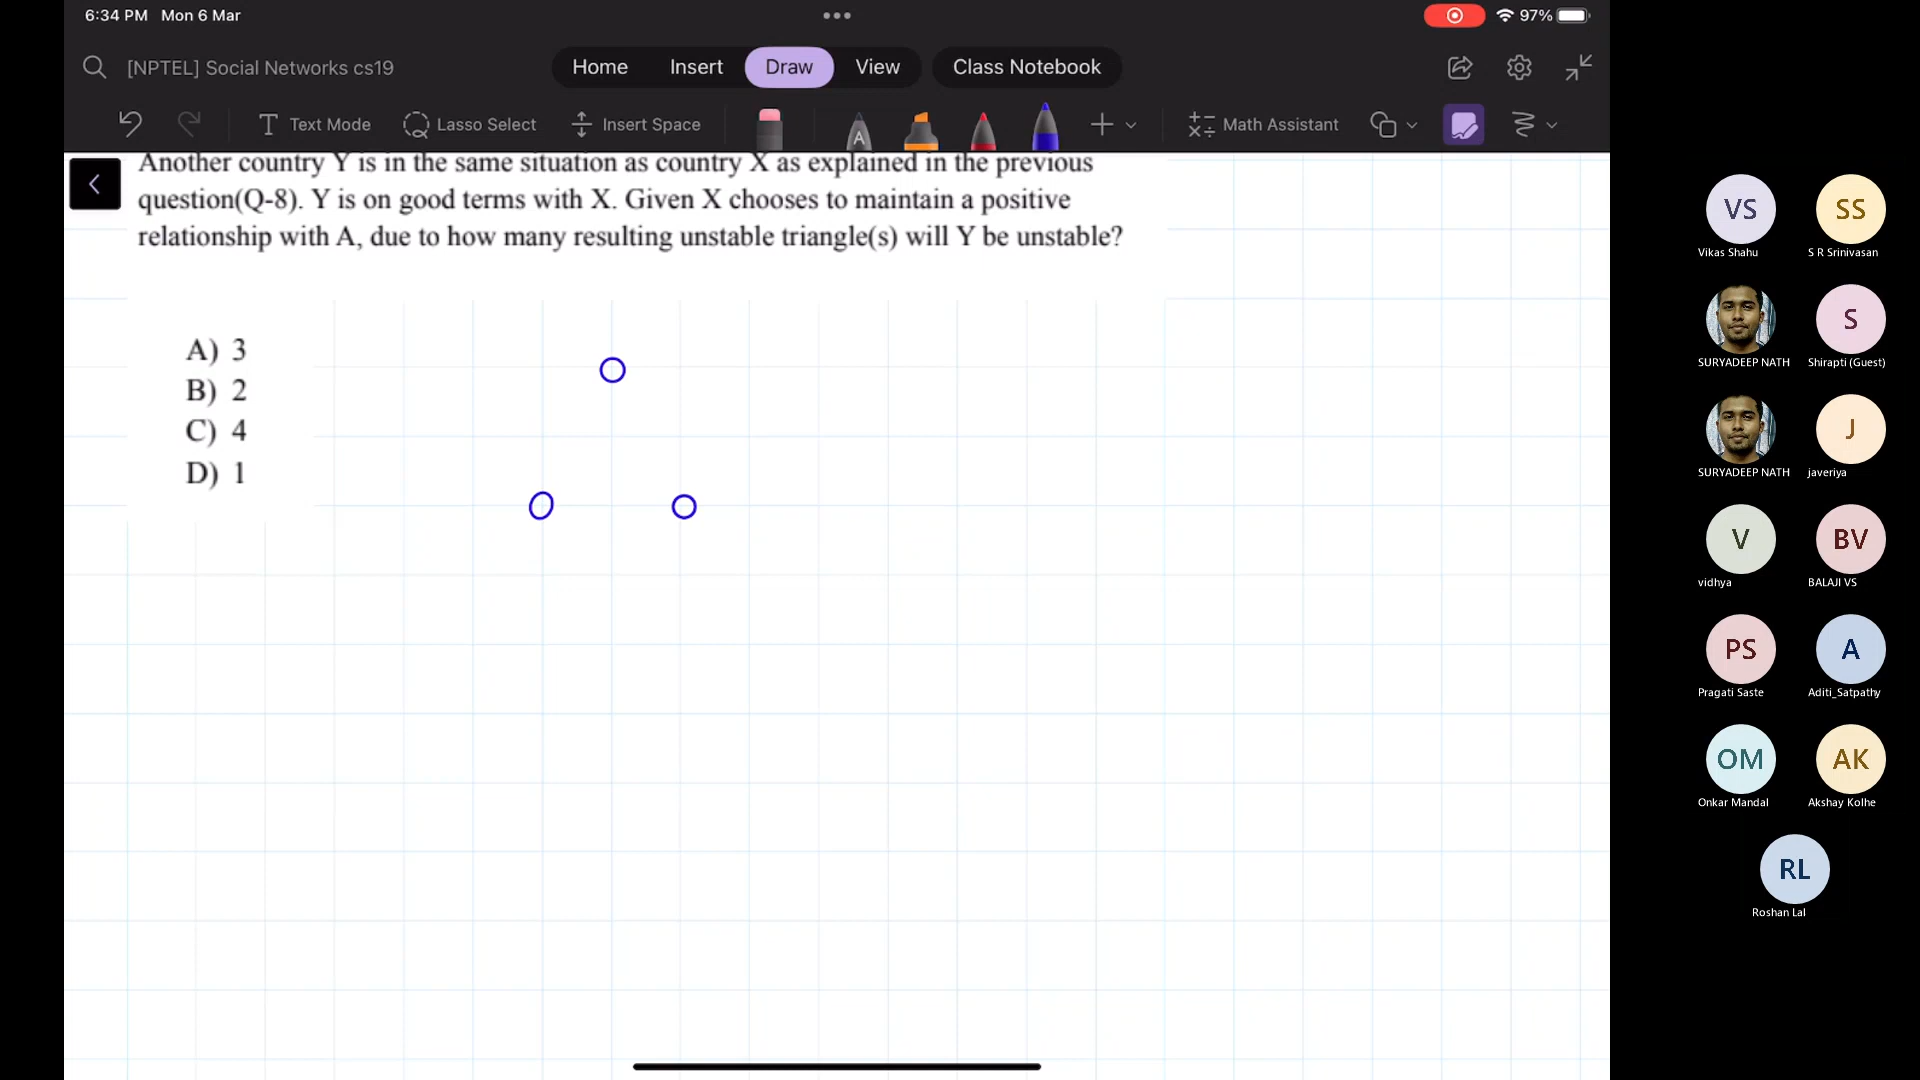 6:34 PM Mon 6 Mar
97%
[NPTEL] Social Networks cs19
Home Insert Draw View Class Notebook
Text Mode Lasso Select Insert Space A Math Assistant
Another country Y is in the same situation as country X as explained in the previous
question(Q-8). Y is on good terms with X. Given X chooses to maintain a positive
relationship with A, due to how many resulting unstable triangle(s) will Y be unstable?
A) 3
B) 2
C) 4
D) 1
VS SS
Vikas Shahu S R Srinivasan
S
SURYADEEP NATH Shirapti (Guest)
J
SURYADEEP NATH javeriya
V BV
vidhya BALAJI VS
PS A
Pragati Saste Aditi_Satpathy
OM AK
Onkar Mandal Akshay Kolhe
RL
Roshan Lal